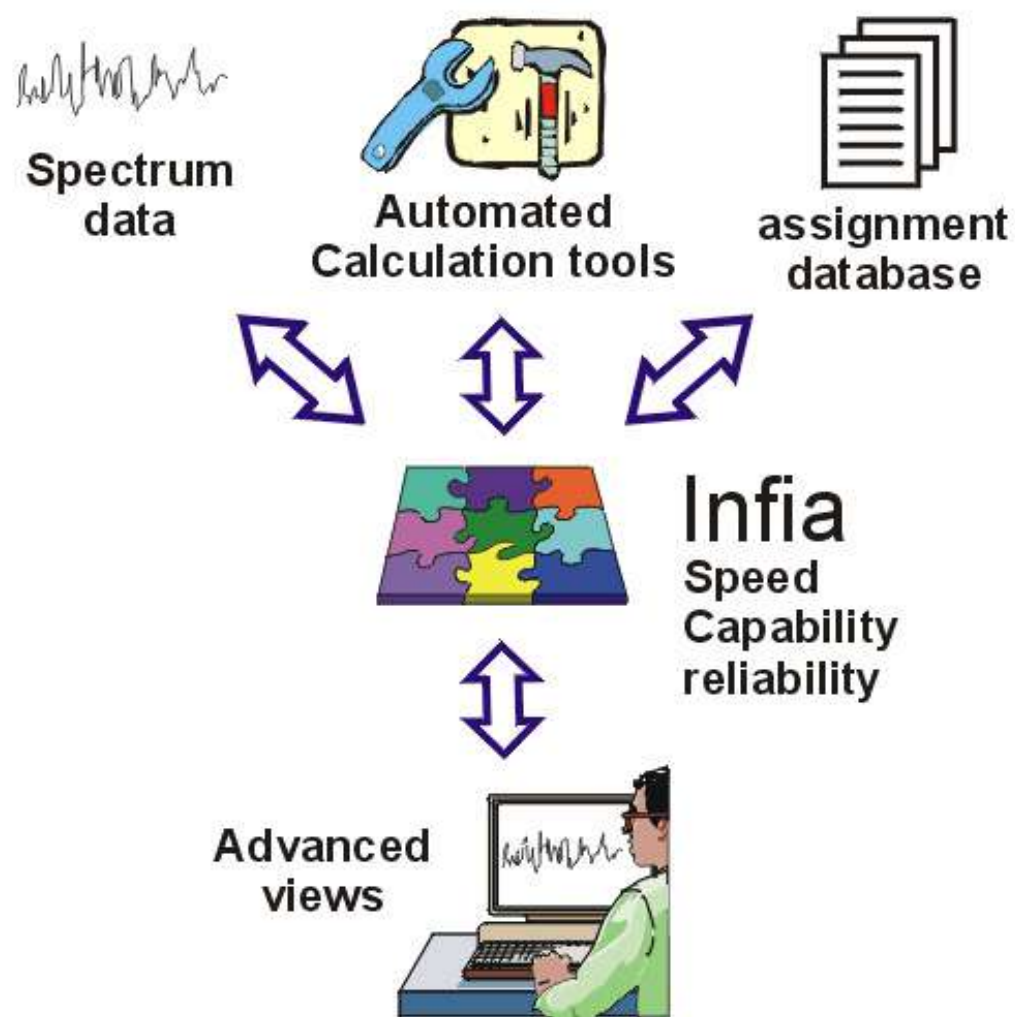 Spectrum
data
Automated
Calculation tools
assignment
database
Infia
Speed
Capability
reliability
Advanced
views